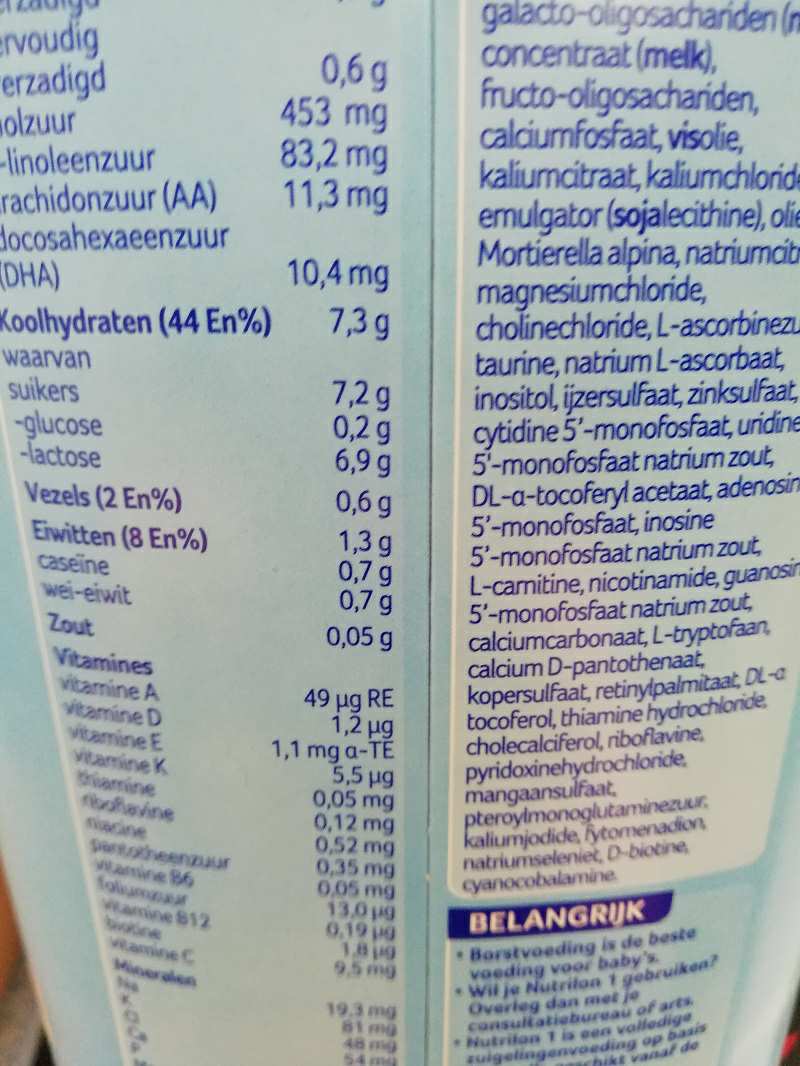 ervoudig
erzadigd 0,6 g
olzuur 453 mg
-linoleenzuur 83,2 mg
rachidonzuur (AA) 11,3 mg
docosahexaeenzuur
(DHA) 10,4 mg
Koolhydraten (44 En%) 7,3 g
waarvan
suikers 7,2 g
-glucose 0,2 g
-lactose 6,9 g
Vezels (2 En%) 0,6 g
Eiwitten (8 En%) 1,3 g
caseïne 0,7 g
wei-eiwit 0,7 g
Zout 0,05 g
Vitamines
vitamine A 49 µg RE
vitamine D 1,2 µg
vitamine E 1,1 mg α-TE
vitamine K 5,5 µg
thiamine 0,05 mg
riboflavine 0,12 mg
niacine 0,52 mg
pantotheenzuur 0,35 mg
vitamine B6 0,05 mg
foliumzuur 13,0 µg
vitamine B12 0,19 µg
biotine 1,8 µg
vitamine C 9,5 mg
Mineralen
Na 19,3 mg
K 81 mg
Cl 48 mg
Ca 54 mg
P
galacto-oligosachariden
concentraat (melk),
fructo-oligosachariden,
calciumfosfaat, visolie,
kaliumcitraat, kaliumchloride
emulgator (sojalecithine), olie
Mortierella alpina, natriumcitr
magnesiumchloride,
cholinechloride, L-ascorbinezu
taurine, natrium L-ascorbaat,
inositol, ijzersulfaat, zinksulfaat,
cytidine 5'-monofosfaat, uridine
5'-monofosfaat natrium zout,
DL-α-tocoferyl acetaat, adenosin
5'-monofosfaat, inosine
5'-monofosfaat natrium zout,
L-carnitine, nicotinamide, guanosin
5'-monofosfaat natrium zout,
calciumcarbonaat, L-tryptofaan,
calcium D-pantothenaat,
kopersulfaat, retinylpalmitaat, DL-α
tocoferol, thiamine hydrochloride,
cholecalciferol, riboflavine,
pyridoxinehydrochloride,
mangaansulfaat,
pteroylmonoglutaminezuur,
kaliumjodide, fytomenadion,
natriumseleniet, D-biotine,
cyanocobalamine.
BELANGRIJK
• Borstvoeding is de beste
voeding voor baby's.
• Wil je Nutrilon 1 gebruiken?
Overleg dan met je
consultatiebureau of arts.
• Nutrilon 1 is een volledige
zuigelingenvoeding op basis
schikt vanaf de